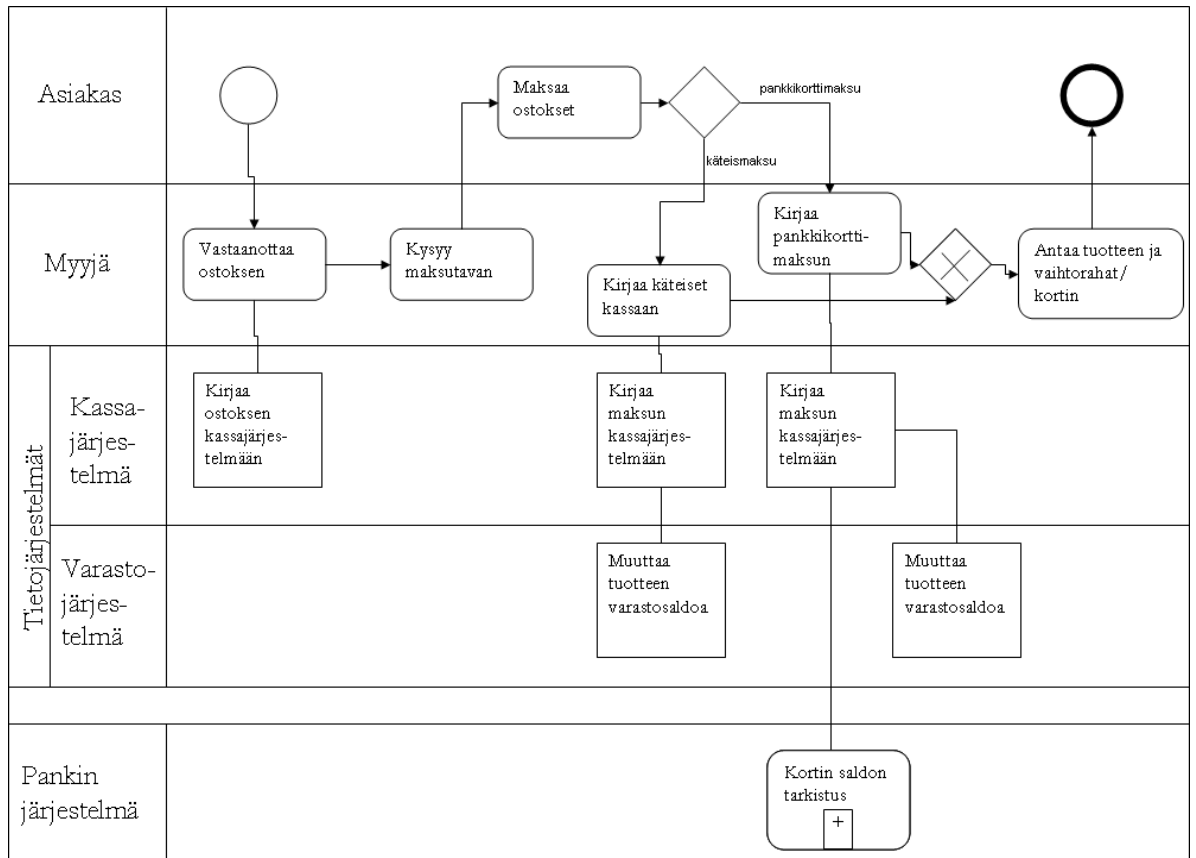 Asiakas
Maksaa
ostokset
pankkikorttimaksu
käteismaksu
Myyjä
Vastaanottaa
ostoksen
Kysyy
maksutavan
Kirjaa käteiset
kassaan
Kirjaa
pankkikortti-
maksun
Antaa tuotteen ja
vaihtorahat /
kortin
Tietojärjestelmät
Kassa-
järjes-
telmä
Kirjaa
ostoksen
kassajärjes-
telmään
Kirjaa
maksun
kassajärjes-
telmään
Kirjaa
maksun
kassajärjes-
telmään
Varasto-
järjes-
telmä
Muuttaa
tuotteen
varastosaldoa
Muuttaa
tuotteen
varastosaldoa
Pankin
järjestelmä
Kortin saldon
tarkistus
+